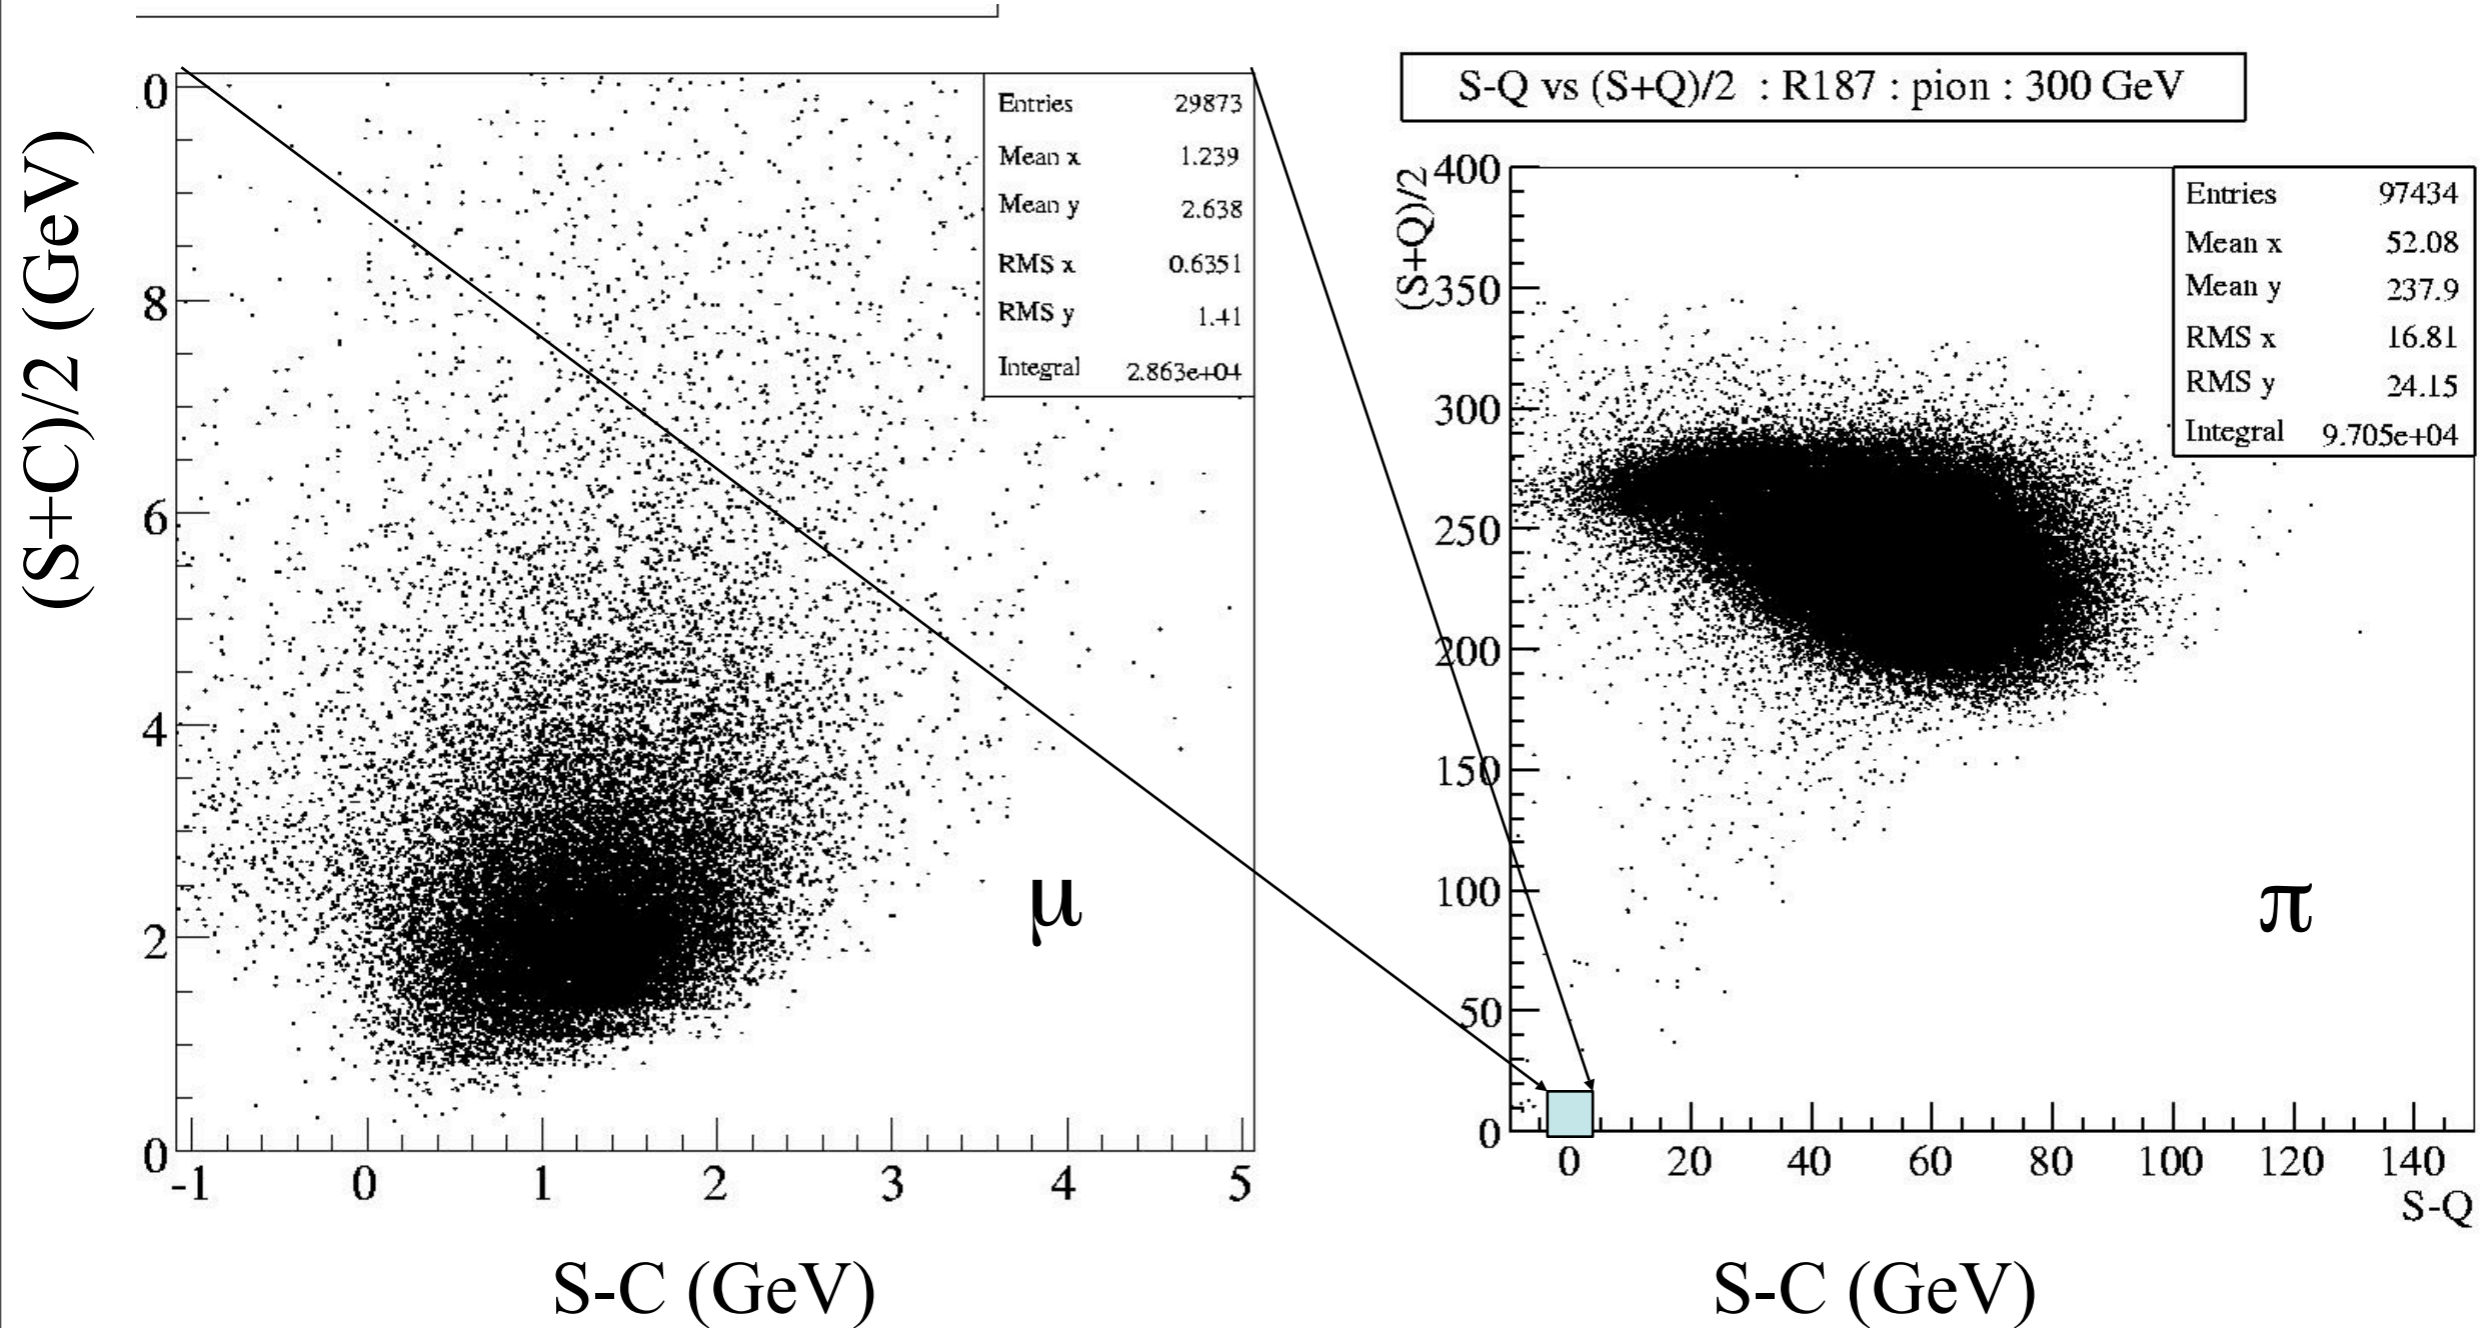 (S+C)/2 (GeV)
0
8
6
4
2
0
-1 0 1 2 3 4 5
S-C (GeV)
Entries 29873
Mean x 1.239
Mean y 2.638
RMS x 0.6351
RMS y 1.41
Integral 2.863e+04
μ
S-Q vs (S+Q)/2 : R187 : pion : 300 GeV
(S+Q)/2
400
350
300
250
200
150
100
50
0
0 20 40 60 80 100 120 140
S-Q
S-C (GeV)
Entries 97434
Mean x 52.08
Mean y 237.9
RMS x 16.81
RMS y 24.15
Integral 9.705e+04
π